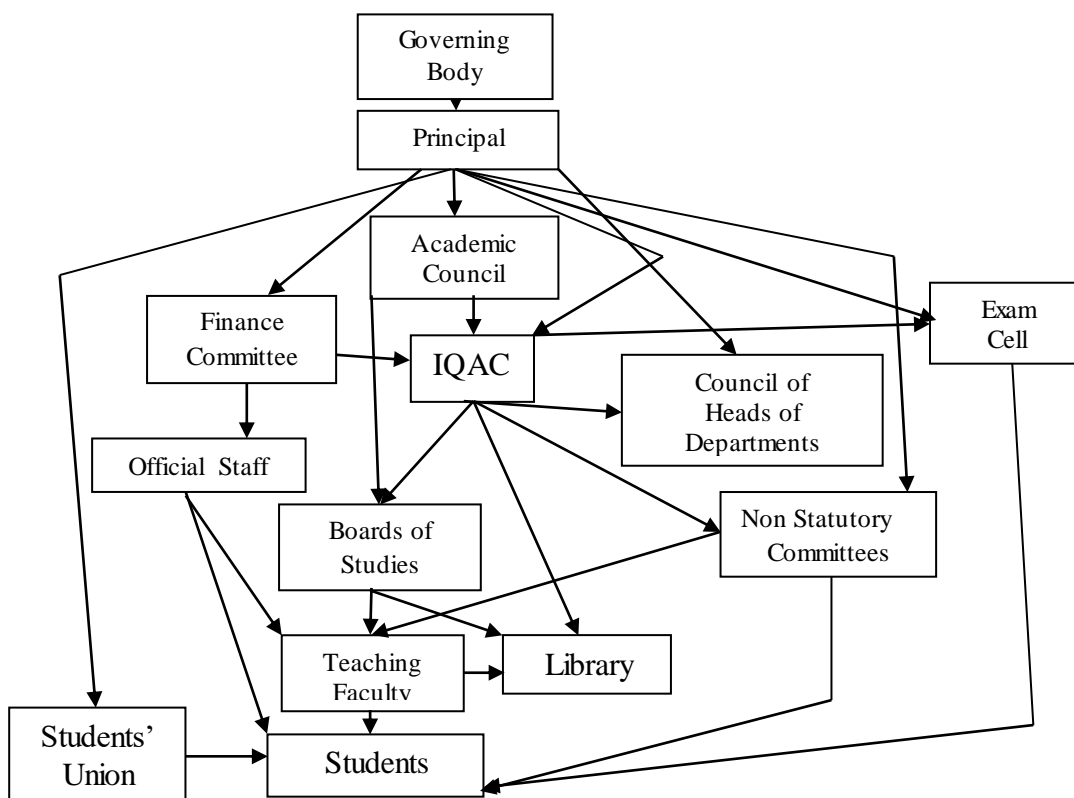 Governing
Body
Principal
Academic
Council
Finance
Committee
IQAC
Exam
Cell
Council of
Heads of
Departments
Official Staff
Boards of
Studies
Non Statutory
Committees
Teaching
Faculty
Library
Students’
Union
Students